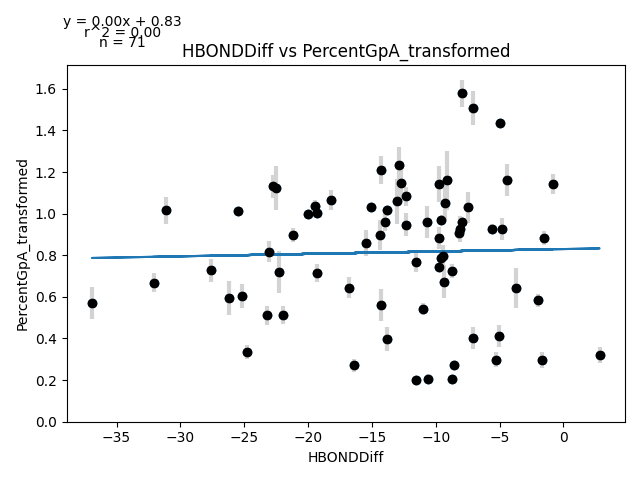 y = 0.00x + 0.83
r^2 = 0.00
n = 71
HBONDDiff vs PercentGpA_transformed
PercentGpA_transformed
1.6
1.4
1.2
1.0
0.8
0.6
0.4
0.2
0.0
−35
−30
−25
−20
−15
−10
−5
0
HBONDDiff